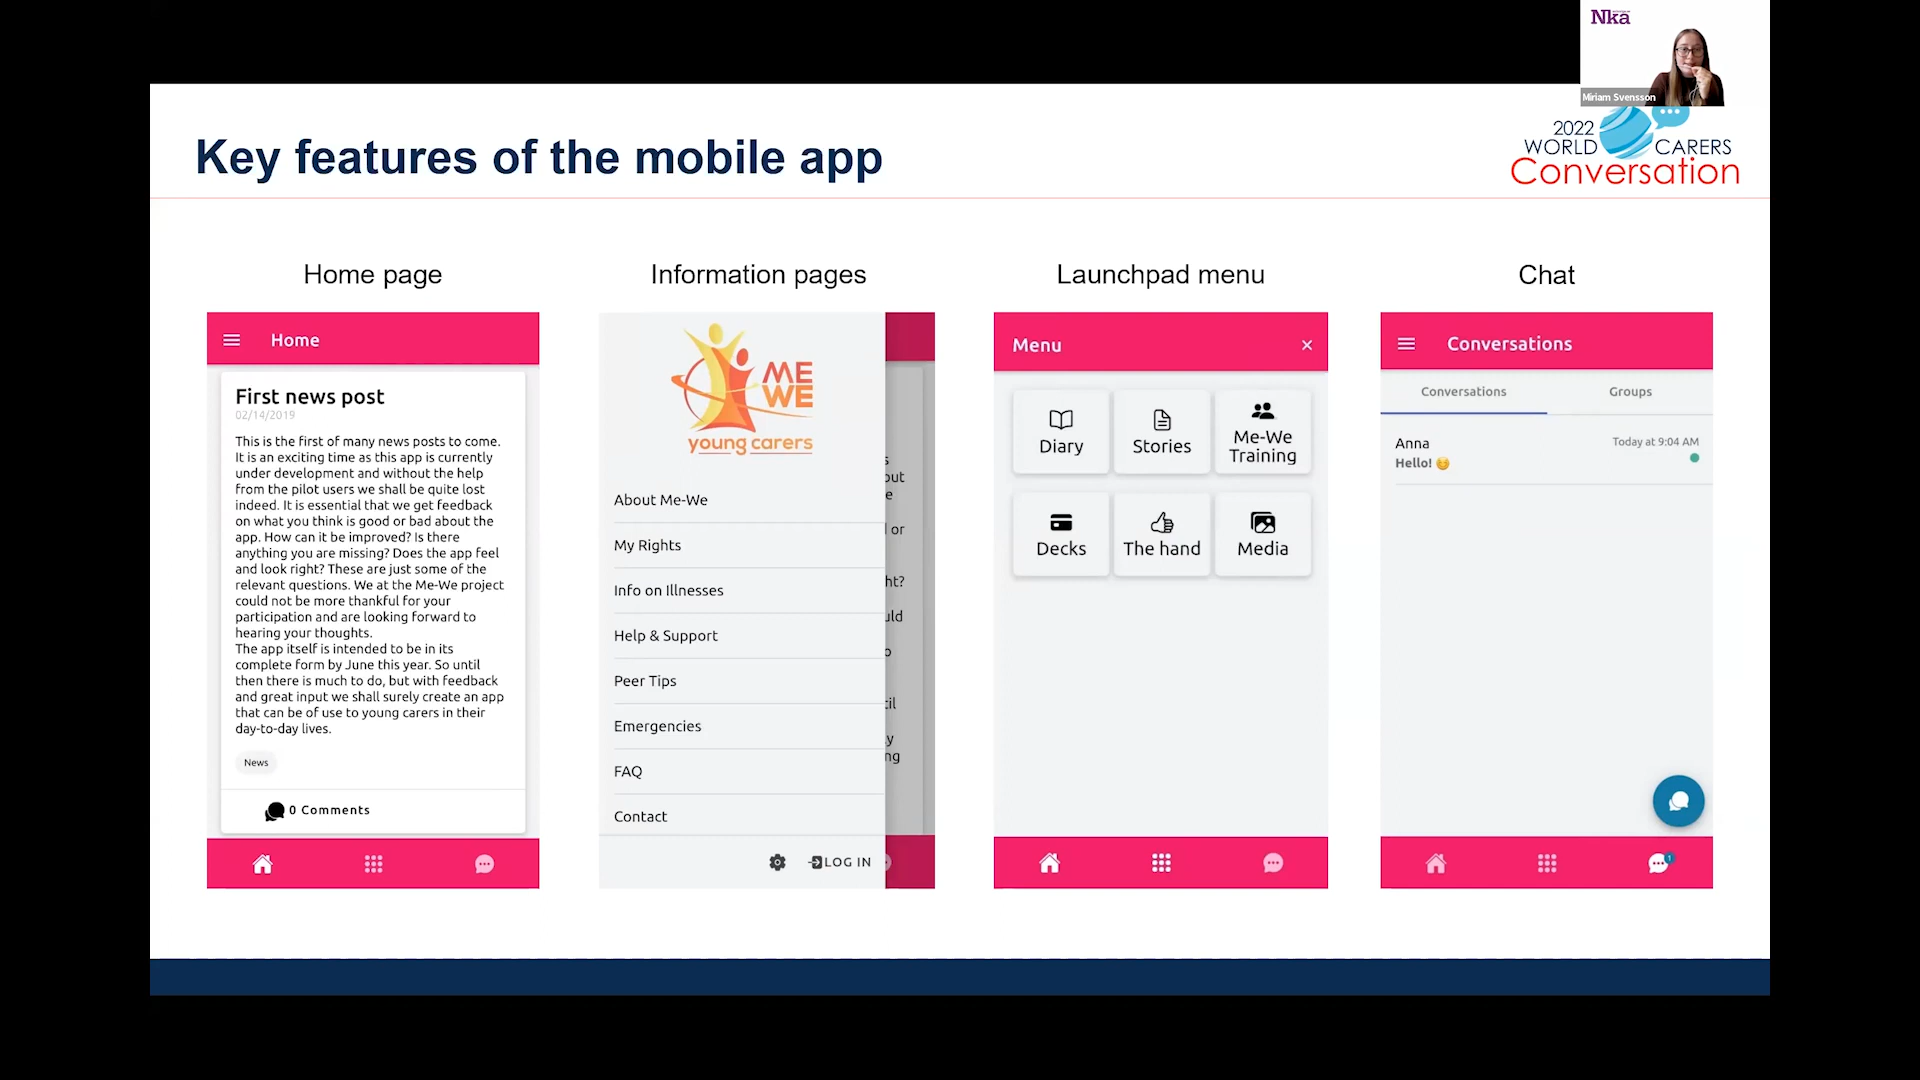 Nka
Miriam Svensson
Key features of the mobile app
2022
WORLD CARERS
Conversation
Home page
Information pages
Launchpad menu
Chat
Home
First news post
02/14/2019
This is the first of many news posts to come.
It is an exciting time as this app is currently
under development and without the help
from the pilot users we shall be quite lost
indeed. It is essential that we get feedback
on what you think is good or bad about the
app. How can it be improved? Is there
anything you are missing? Does the app feel
and look right? These are just some of the
relevant questions. We at the Me-We project
could not be more thankful for your
participation and are looking forward to
hearing your thoughts.
The app itself is intended to be in its
complete form by June this year. So until
then there is much to do, but with feedback
and great input we shall surely create an app
that can be of use to young carers in their
day-to-day lives.
News
0 Comments
ME
WE
young carers
About Me-We
My Rights
Info on Illnesses
Help & Support
Peer Tips
Emergencies
FAQ
Contact
LOG IN
Menu
Diary
Stories
Me-We
Training
Decks
The hand
Media
Conversations
Conversations
Groups
Anna
Today at 9:04 AM
Hello!
1